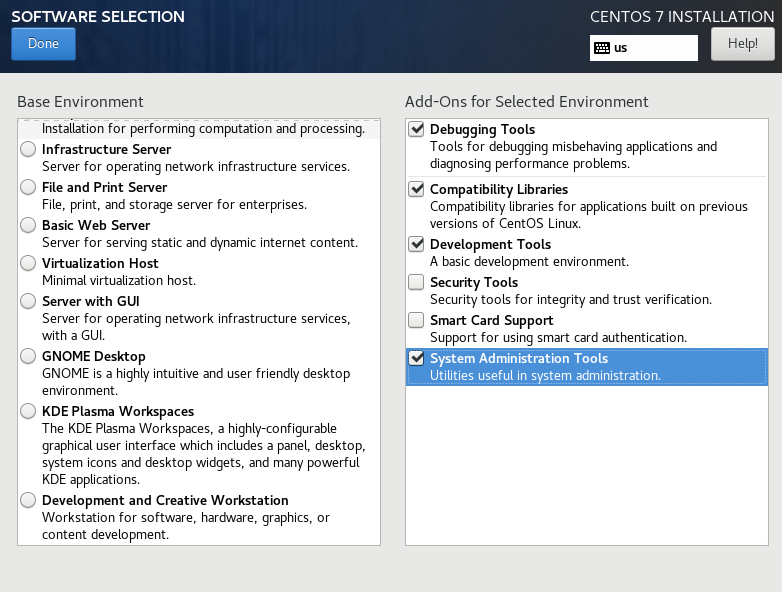 SOFTWARE SELECTION
CENTOS 7 INSTALLATION
Done
us
Help!
Base Environment
Installation for performing computation and processing.
Infrastructure Server
Server for operating network infrastructure services.
File and Print Server
File, print, and storage server for enterprises.
Basic Web Server
Server for serving static and dynamic internet content.
Virtualization Host
Minimal virtualization host.
Server with GUI
Server for operating network infrastructure services,
with a GUI.
GNOME Desktop
GNOME is a highly intuitive and user friendly desktop
environment.
KDE Plasma Workspaces
The KDE Plasma Workspaces, a highly-configurable
graphical user interface which includes a panel, desktop,
system icons and desktop widgets, and many powerful
KDE applications.
Development and Creative Workstation
Workstation for software, hardware, graphics, or
content development.
Add-Ons for Selected Environment
Debugging Tools
Tools for debugging misbehaving applications and
diagnosing performance problems.
Compatibility Libraries
Compatibility libraries for applications built on previous
versions of CentOS Linux.
Development Tools
A basic development environment.
Security Tools
Security tools for integrity and trust verification.
Smart Card Support
Support for using smart card authentication.
System Administration Tools
Utilities useful in system administration.